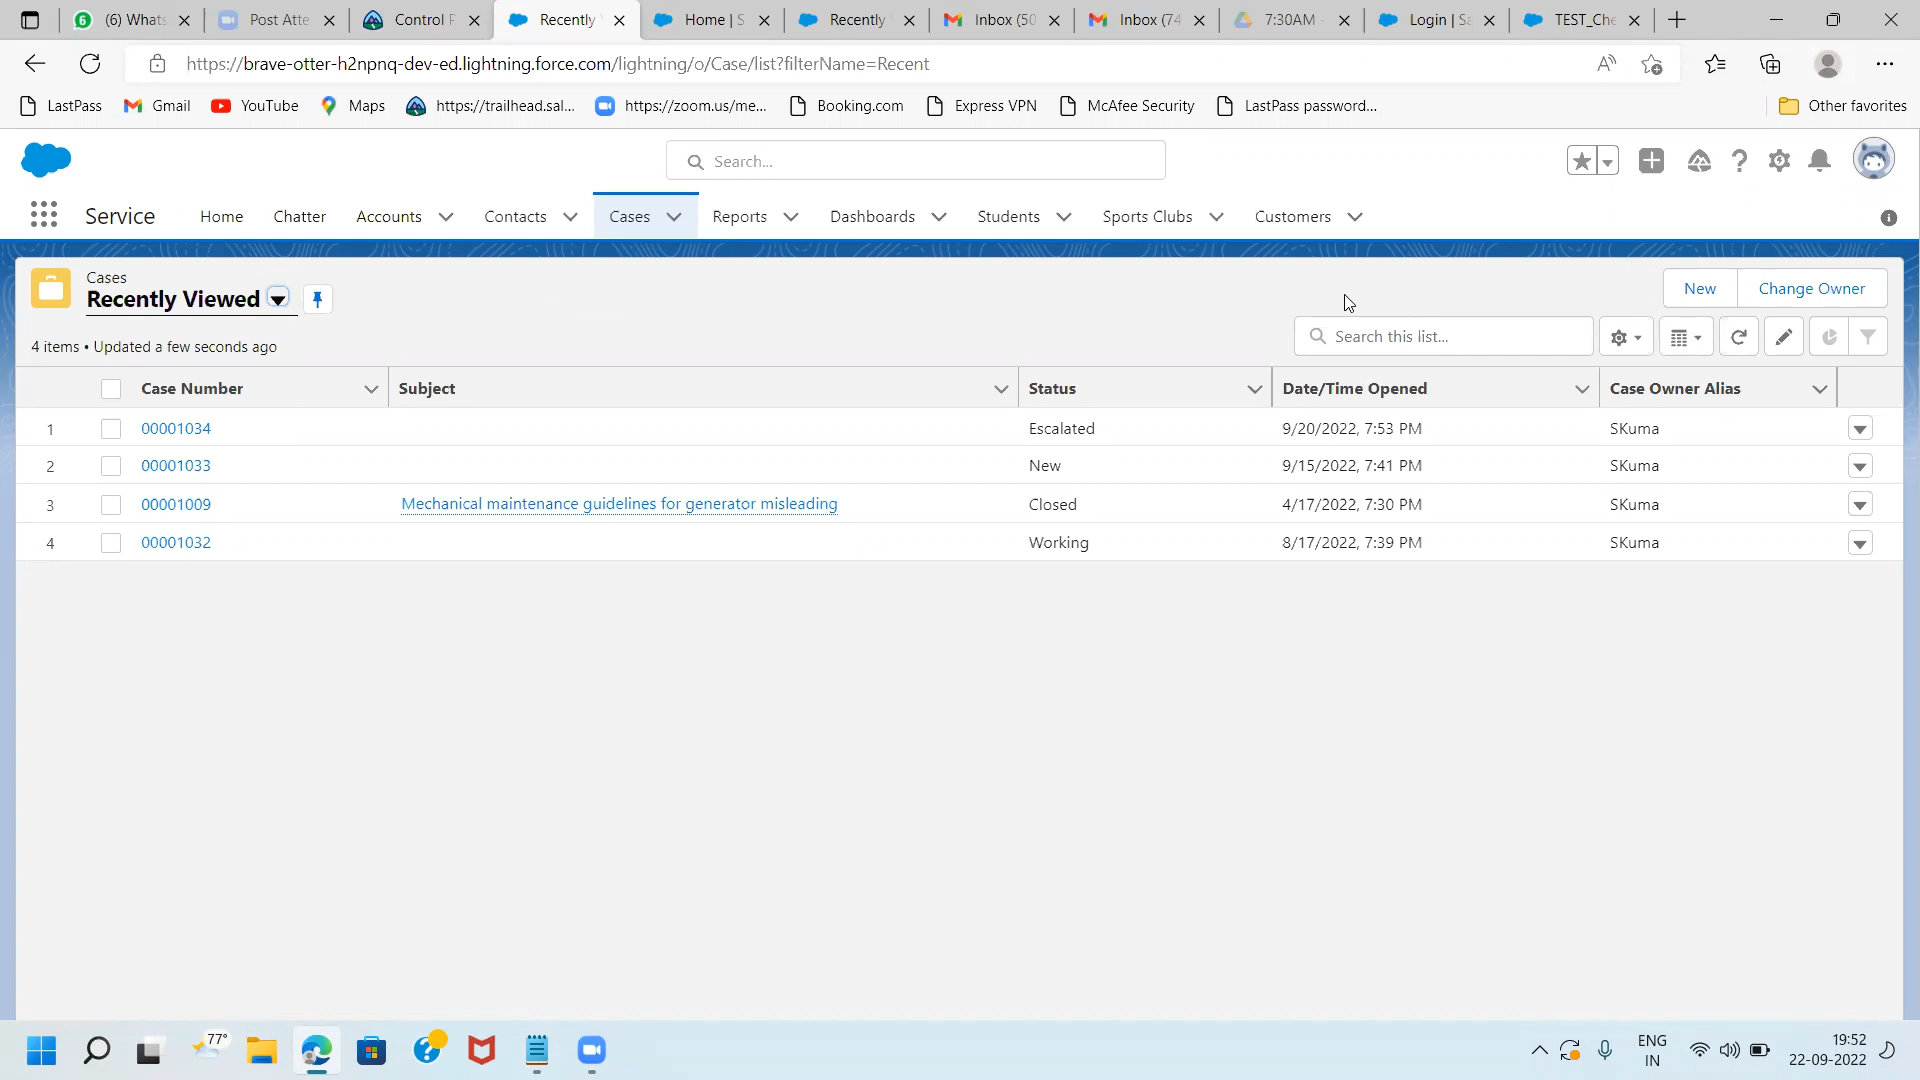 (6) Whats
Post Atte
Control P
Recently
Home | S
Recently
Inbox (50
Inbox (74
7:30AM -
Login | Sa
TEST_Che
https://brave-otter-h2npnq-dev-ed.lightning.force.com/lightning/o/Case/list?filterName=Recent
LastPass
Gmail
YouTube
Maps
https://trailhead.sal...
https://zoom.us/me...
Booking.com
Express VPN
McAfee Security
LastPass password...
Other favorites
Search...
Service
Home
Chatter
Accounts
Contacts
Cases
Reports
Dashboards
Students
Sports Clubs
Customers
Cases
Recently Viewed
New
Change Owner
4 items • Updated a few seconds ago
Search this list...
Case Number
Subject
Status
Date/Time Opened
Case Owner Alias
1 00001034 Escalated 9/20/2022, 7:53 PM SKuma
2 00001033 New 9/15/2022, 7:41 PM SKuma
3 00001009 Mechanical maintenance guidelines for generator misleading Closed 4/17/2022, 7:30 PM SKuma
4 00001032 Working 8/17/2022, 7:39 PM SKuma
77°
ENG
IN
19:52
22-09-2022